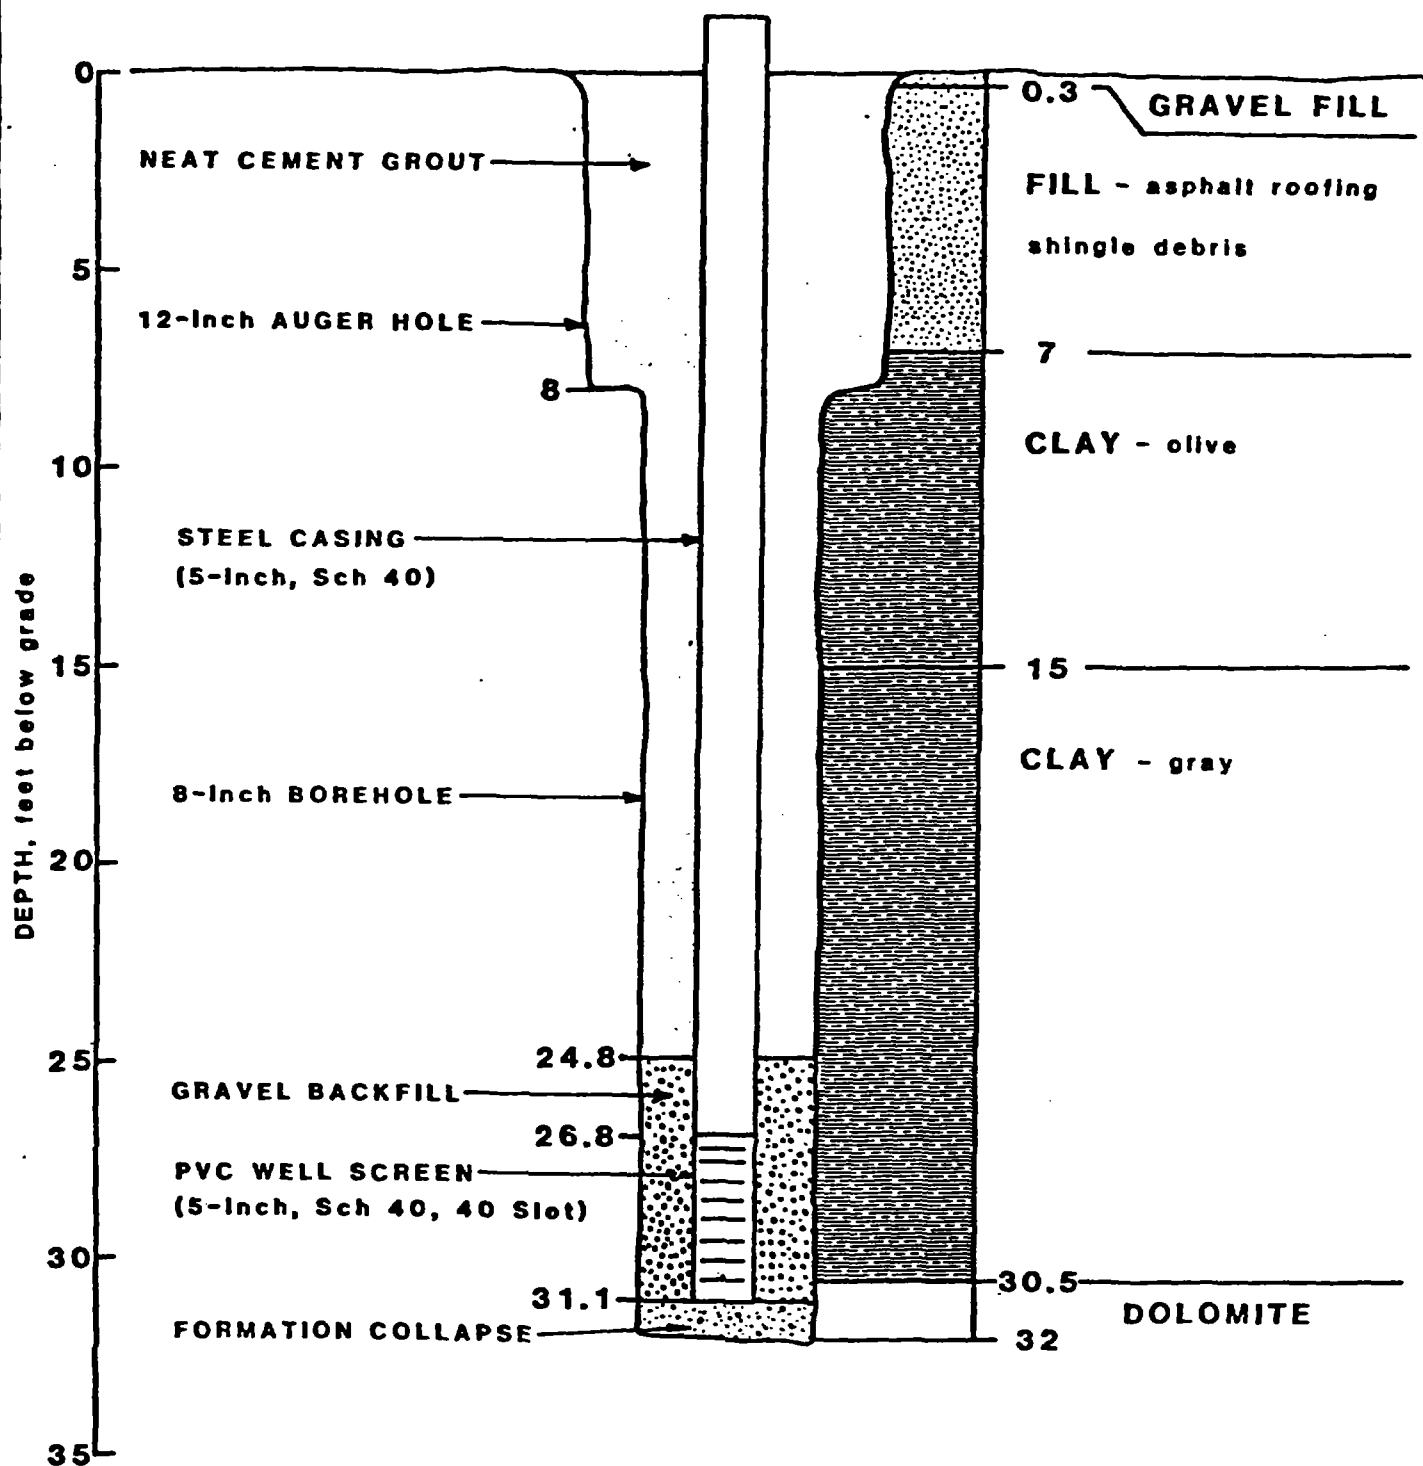 0
0.3
GRAVEL FILL
NEAT CEMENT GROUT
FILL - asphalt roofing
shingle debris
5
12-Inch AUGER HOLE
7
8
CLAY - olive
10
STEEL CASING
(5-Inch, Sch 40)
DEPTH, feet below grade
15
15
CLAY - gray
8-Inch BOREHOLE
20
25
24.8
GRAVEL BACKFILL
26.8
PVC WELL SCREEN
(5-Inch, Sch 40, 40 Slot)
30
30.5
31.1
DOLOMITE
FORMATION COLLAPSE
32
35